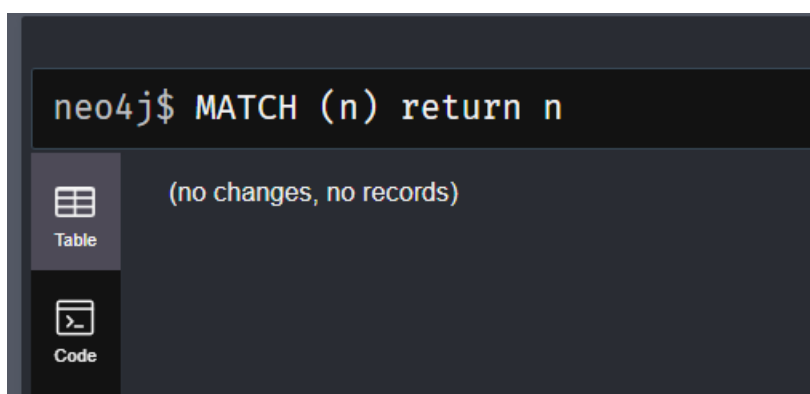 neo4j$ MATCH (n) return n
(no changes, no records)
Table
Code